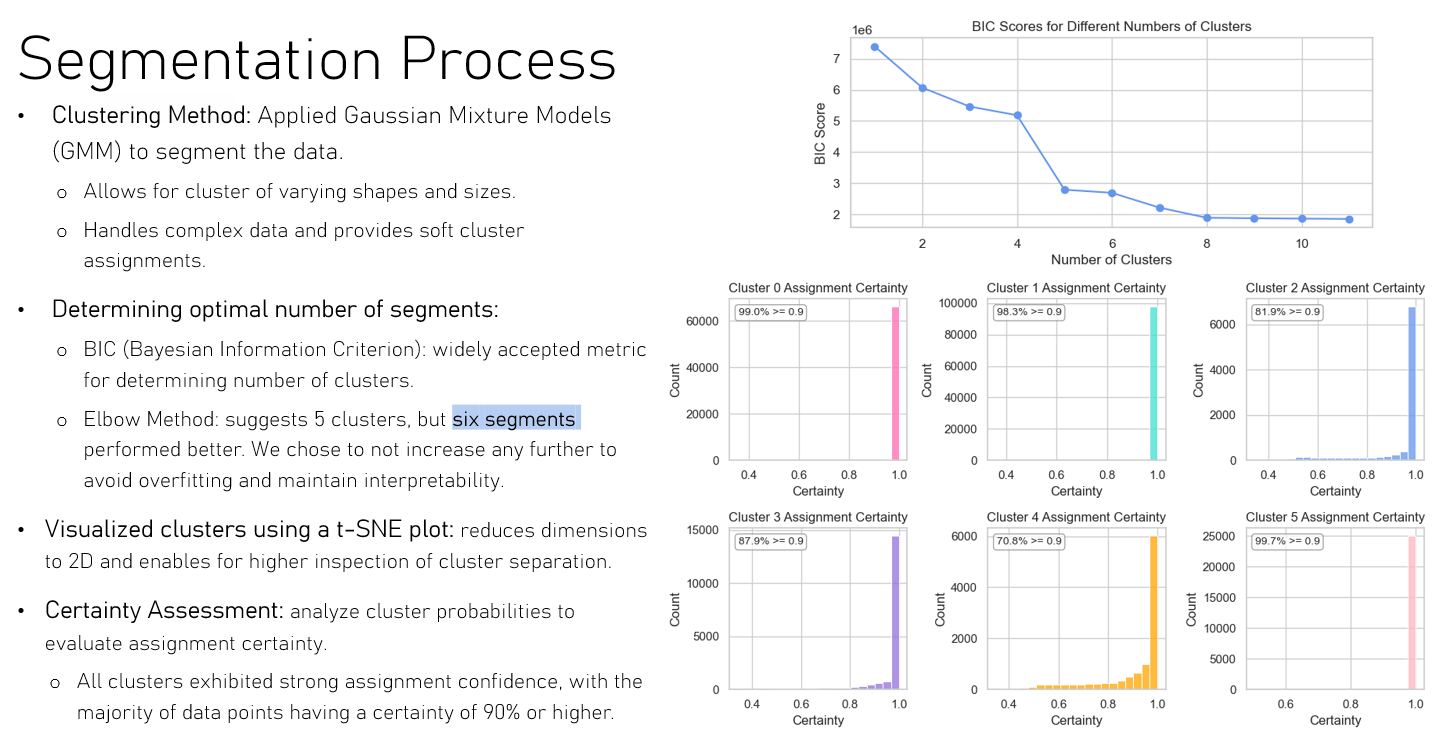 Segmentation Process
• Clustering Method: Applied Gaussian Mixture Models
(GMM) to segment the data.
o Allows for cluster of varying shapes and sizes.
o Handles complex data and provides soft cluster
assignments.
• Determining optimal number of segments:
o BIC (Bayesian Information Criterion): widely accepted metric
for determining number of clusters.
o Elbow Method: suggests 5 clusters, but six segments
performed better. We chose to not increase any further to
avoid overfitting and maintain interpretability.
• Visualized clusters using a t-SNE plot: reduces dimensions
to 2D and enables for higher inspection of cluster separation.
• Certainty Assessment: analyze cluster probabilities to
evaluate assignment certainty.
o All clusters exhibited strong assignment confidence, with the
majority of data points having a certainty of 90% or higher.
BIC Scores for Different Numbers of Clusters
1e6
7
6
5
4
3
2
BIC Score
2 4 6 8 10
Number of Clusters
Cluster 0 Assignment Certainty
99.0% >= 0.9
60000
40000
20000
0
Count
0.4 0.6 0.8 1.0
Certainty
Cluster 1 Assignment Certainty
98.3% >= 0.9
100000
80000
60000
40000
20000
0
Count
0.4 0.6 0.8 1.0
Certainty
Cluster 2 Assignment Certainty
81.9% >= 0.9
6000
4000
2000
0
Count
0.4 0.6 0.8 1.0
Certainty
Cluster 3 Assignment Certainty
87.9% >= 0.9
15000
10000
5000
0
Count
0.4 0.6 0.8 1.0
Certainty
Cluster 4 Assignment Certainty
70.8% >= 0.9
6000
4000
2000
0
Count
0.4 0.6 0.8 1.0
Certainty
Cluster 5 Assignment Certainty
99.7% >= 0.9
25000
20000
15000
10000
5000
0
Count
0.6 0.8 1.0
Certainty